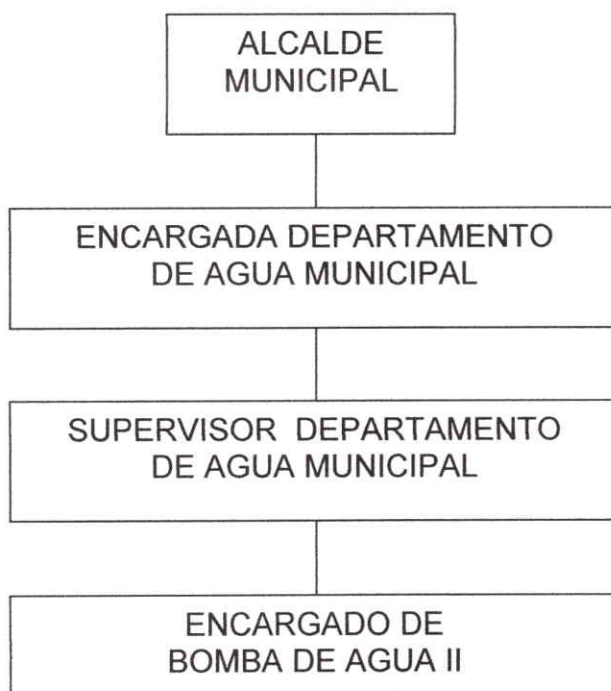 ALCALDE
MUNICIPAL
ENCARGADA DEPARTAMENTO
DE AGUA MUNICIPAL
SUPERVISOR DEPARTAMENTO
DE AGUA MUNICIPAL
ENCARGADO DE
BOMBA DE AGUA II